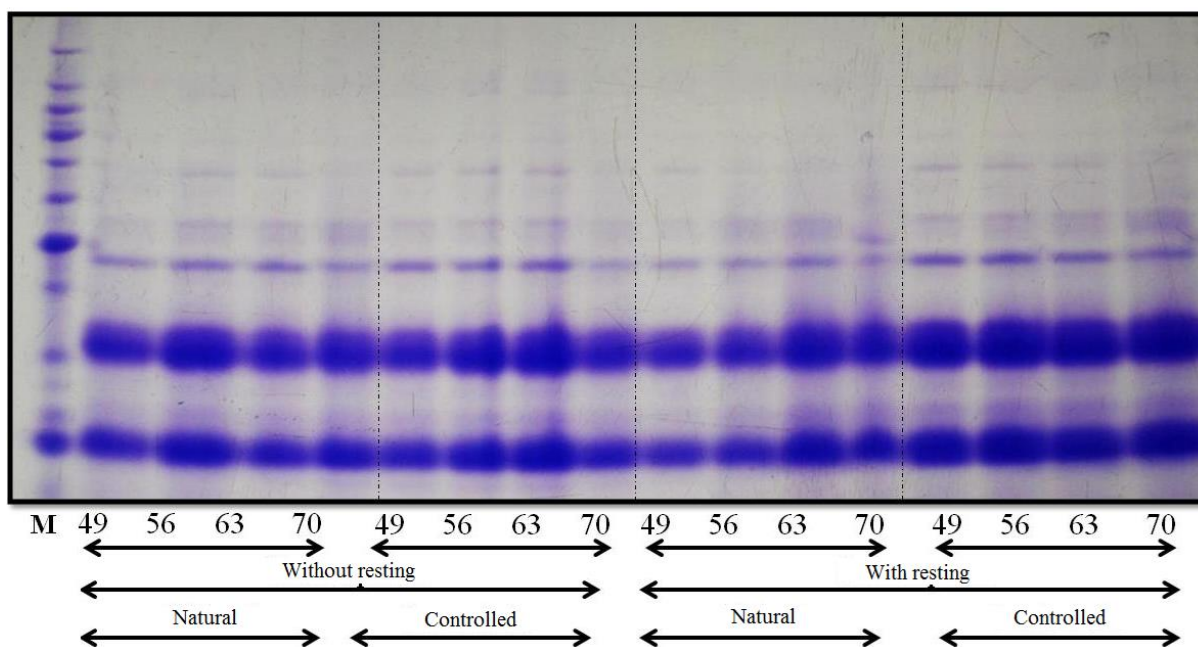 M 49 56 63 70 49 56 63 70 49 56 63 70 49 56 63 70
Without resting With resting
Natural Controlled Natural Controlled